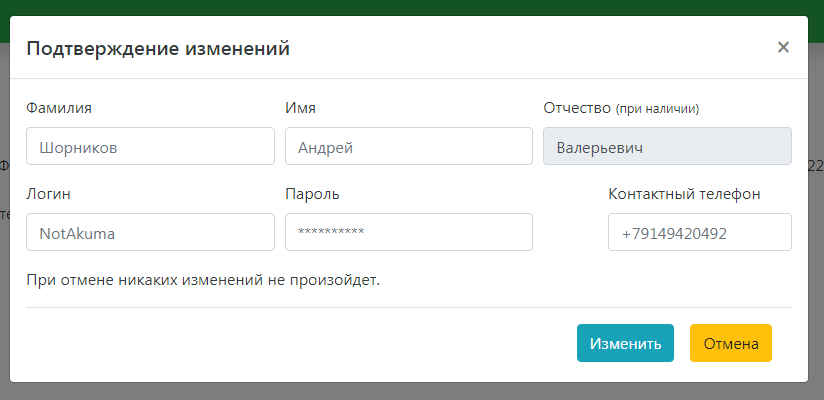 Подтверждение изменений ×
Фамилия Имя Отчество (при наличии)
Шорников Андрей Валерьевич
Логин Пароль Контактный телефон
NotAkuma ********** +79149420492
При отмене никаких изменений не произойдет.
Изменить Отмена